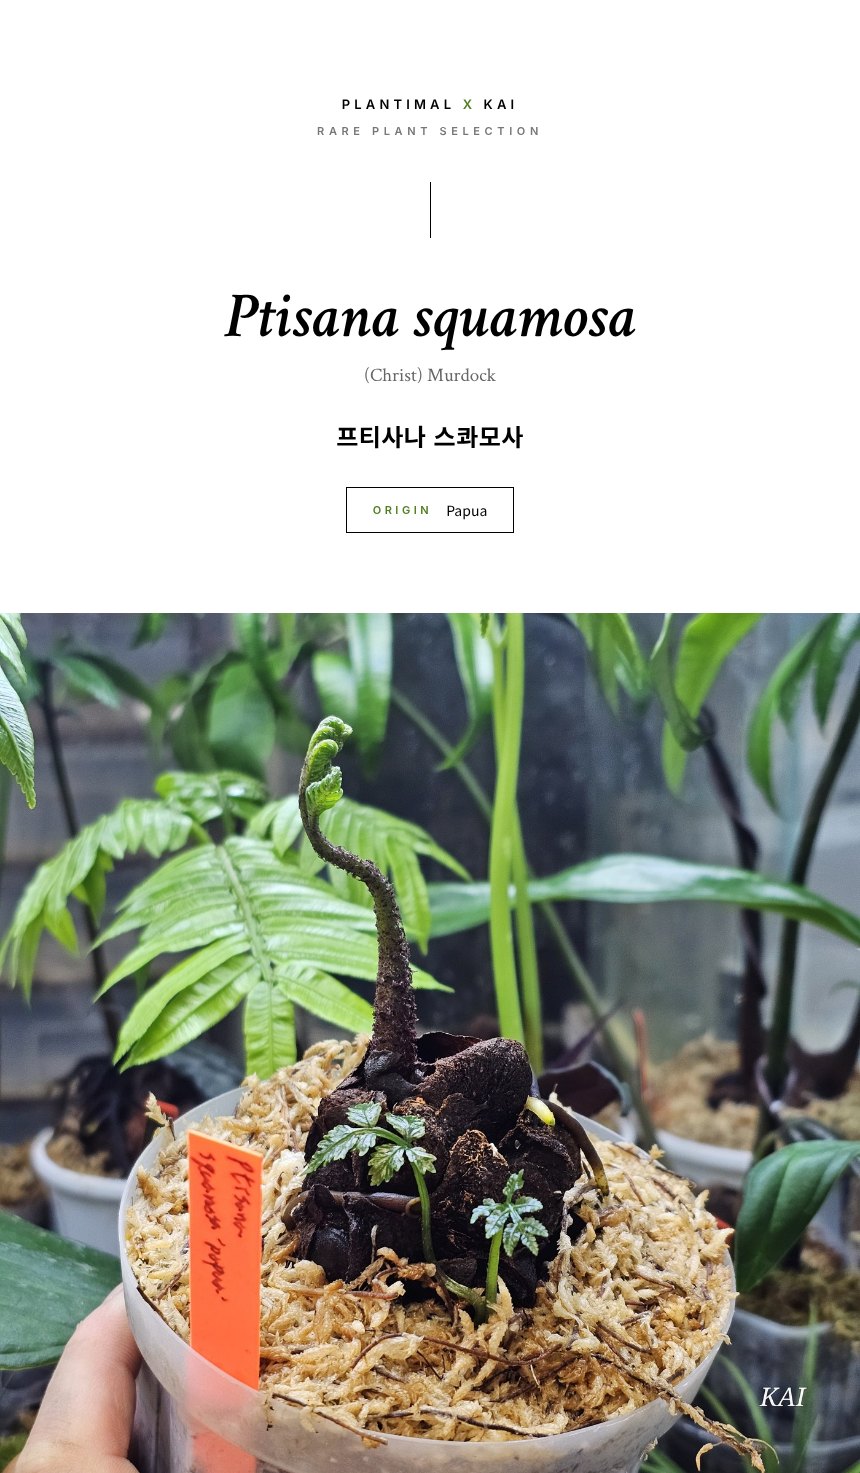 PLANTIMAL X KAI
RARE PLANT SELECTION
Ptisana squamosa
(Christ) Murdock
프티사나 스콰모사
ORIGIN Papua
Ptisana
KAI